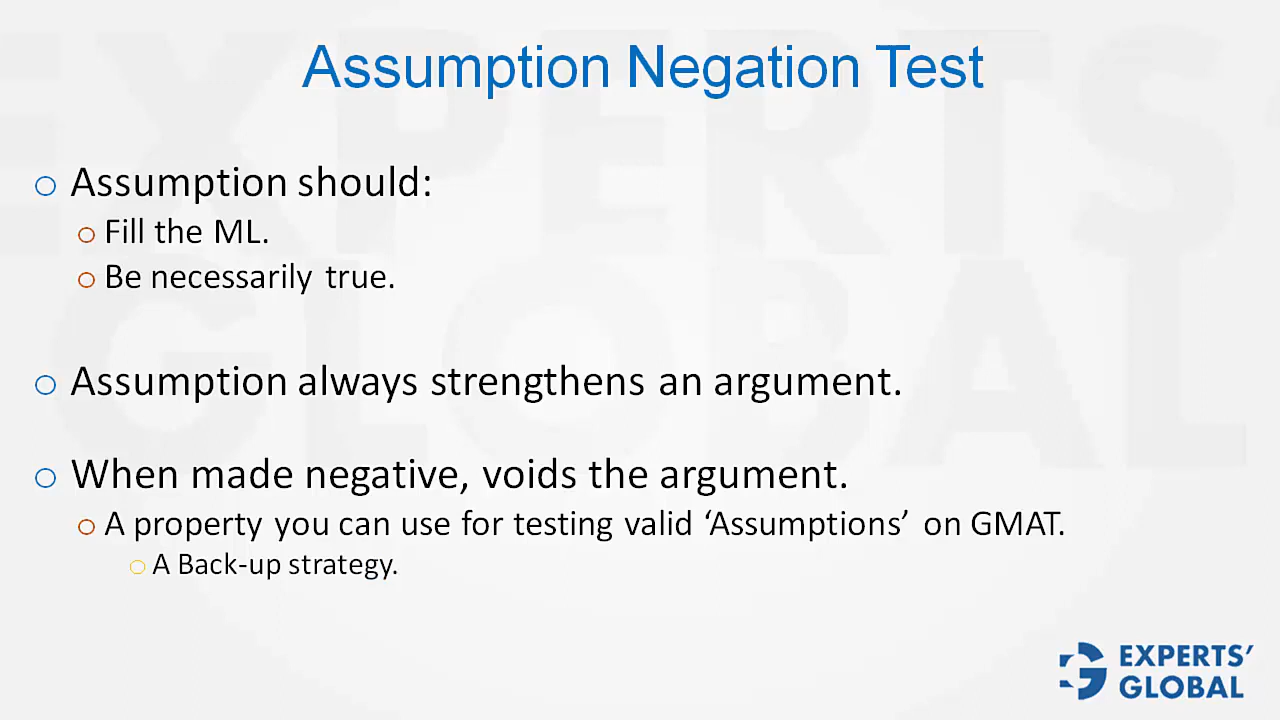 Assumption Negation Test
Assumption should:
Fill the ML.
Be necessarily true.
Assumption always strengthens an argument.
When made negative, voids the argument.
A property you can use for testing valid ‘Assumptions’ on GMAT.
A Back-up strategy.
EXPERTS’
GLOBAL